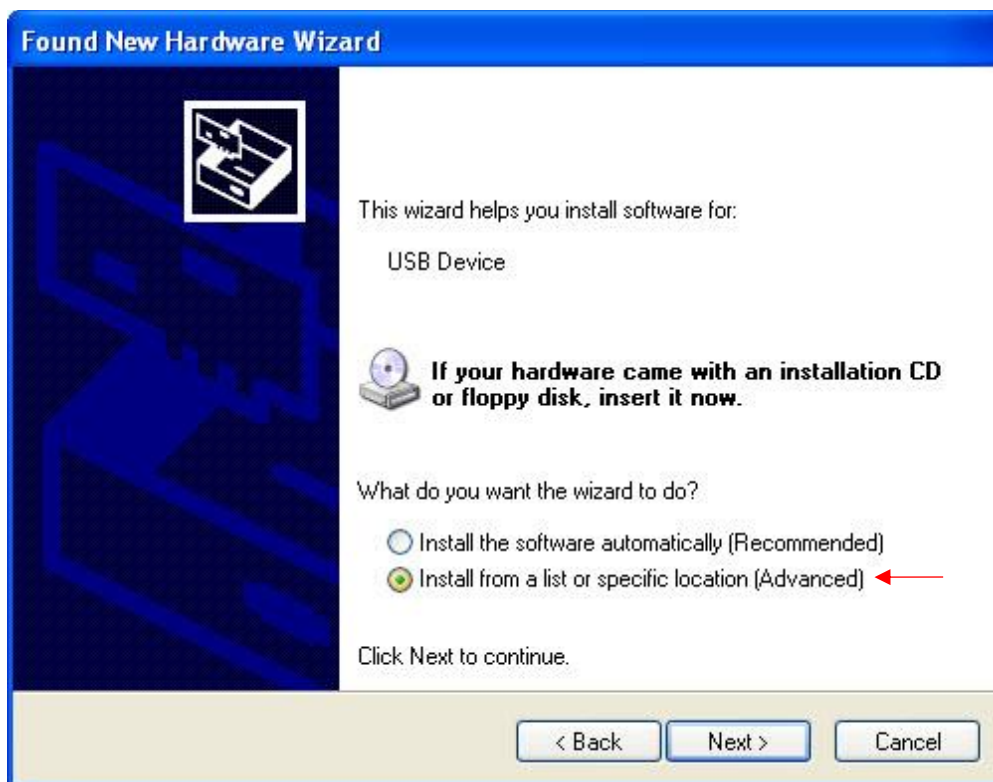 Found New Hardware Wizard
This wizard helps you install software for:
USB Device
If your hardware came with an installation CD
or floppy disk, insert it now.
What do you want the wizard to do?
Install the software automatically (Recommended)
Install from a list or specific location (Advanced)
Click Next to continue.
< Back Next > Cancel